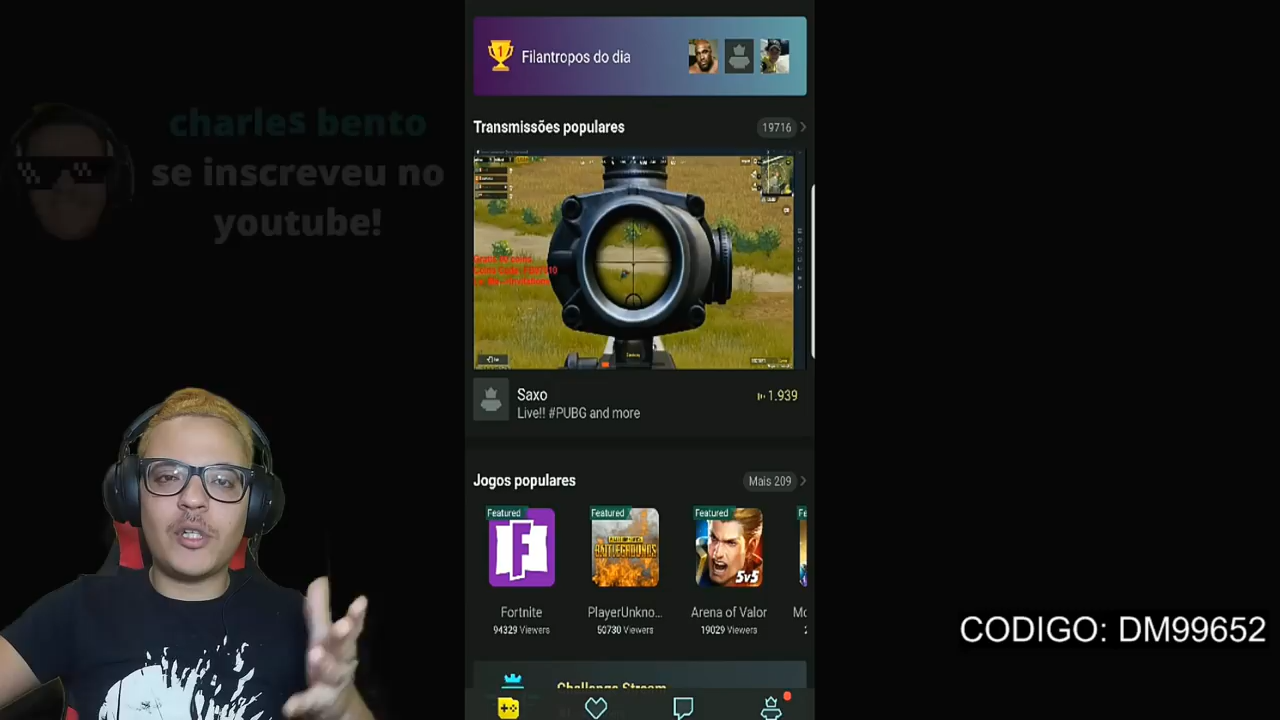 Filantropos do dia
charles bento
se inscreveu no
youtube!
Transmissões populares
19716
Saxo
1.939
Live!! #PUBG and more
Jogos populares
Mais 209
Featured
Featured
Featured
BATTLEGROUNDS
5v5
Fortnite
PlayerUnkno...
Arena of Valor
94329 Viewers
50730 Viewers
19029 Viewers
CODIGO: DM99652
Challenge Stream